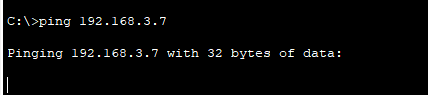 C:\>ping 192.168.3.7
Pinging 192.168.3.7 with 32 bytes of data: